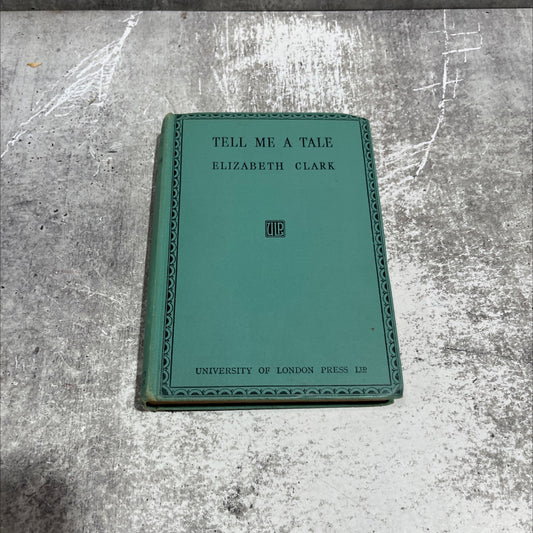 TELL ME A TALE
ELIZABETH CLARK
ULP
UNIVERSITY OF LONDON PRESS LTD